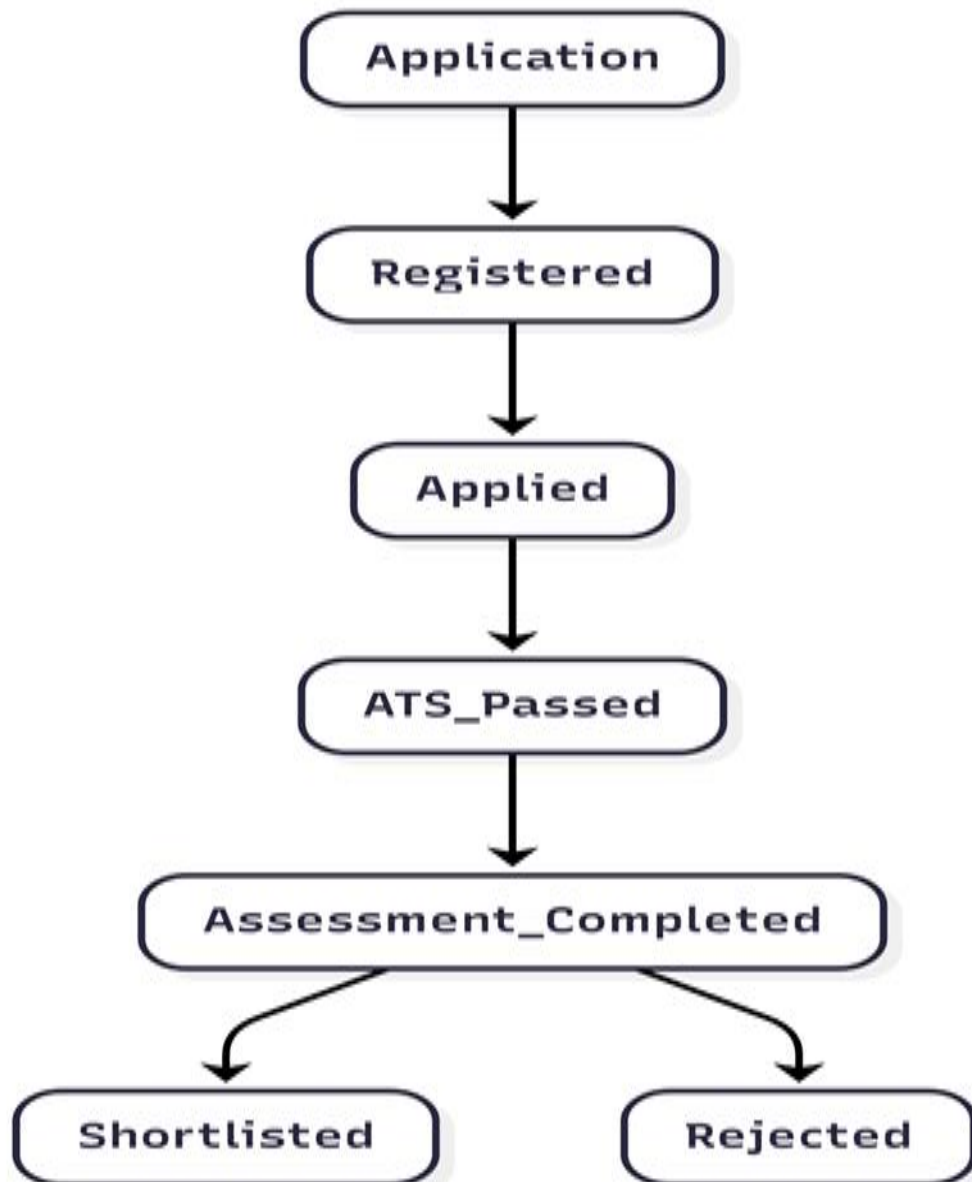 Application
Registered
Applied
ATS_Passed
Assessment_Completed
Shortlisted
Rejected